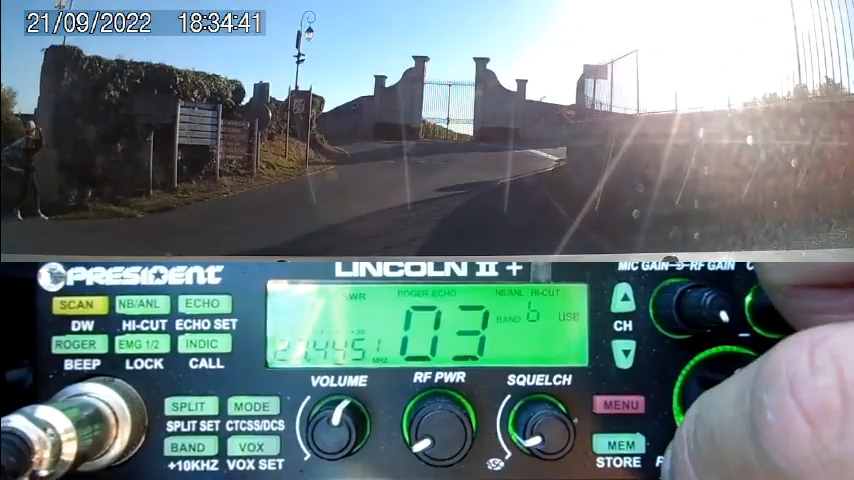 21/09/2022 18:34:41
PRESIDENT
LINCOLN II +
MIC GAIN RF GAIN
SCAN NB/ANL ECHO
DW HI-CUT ECHO SET
ROGER EMG 1/2 INDIC
BEEP LOCK CALL
SWR ROGER ECHO NB/ANL HI-CUT
03 BAND 6 USB
27.4451 MHz
CH
VOLUME RF PWR SQUELCH
SPLIT MODE
SPLIT SET CTCSS/DCS
BAND VOX
+10KHZ VOX SET
MENU
MEM
STORE